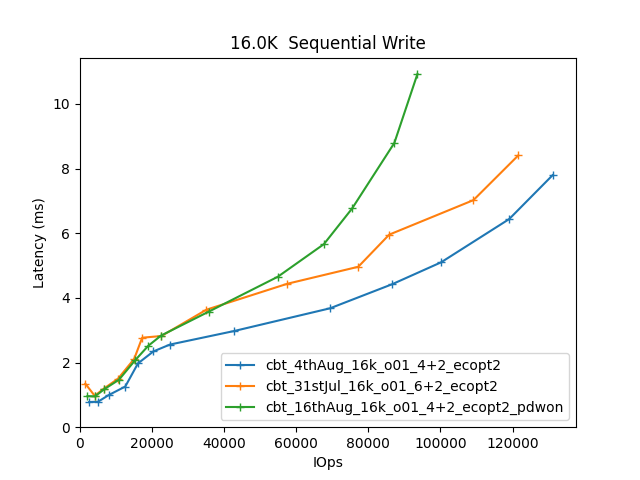 16.0K  Sequential Write
Latency (ms)
10
8
6
4
2
0
0 20000 40000 60000 80000 100000 120000
IOps
cbt_4thAug_16k_o01_4+2_ecopt2
cbt_31stJul_16k_o01_6+2_ecopt2
cbt_16thAug_16k_o01_4+2_ecopt2_pdwon